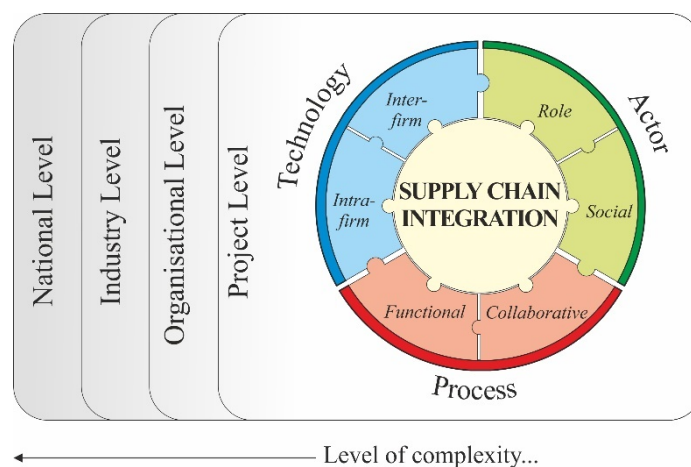 National Level
Industry Level
Organisational Level
Project Level
Technology
Actor
Process
Inter-
firm
Role
Intra-
firm
SUPPLY CHAIN
INTEGRATION
Social
Functional
Collaborative
Level of complexity...